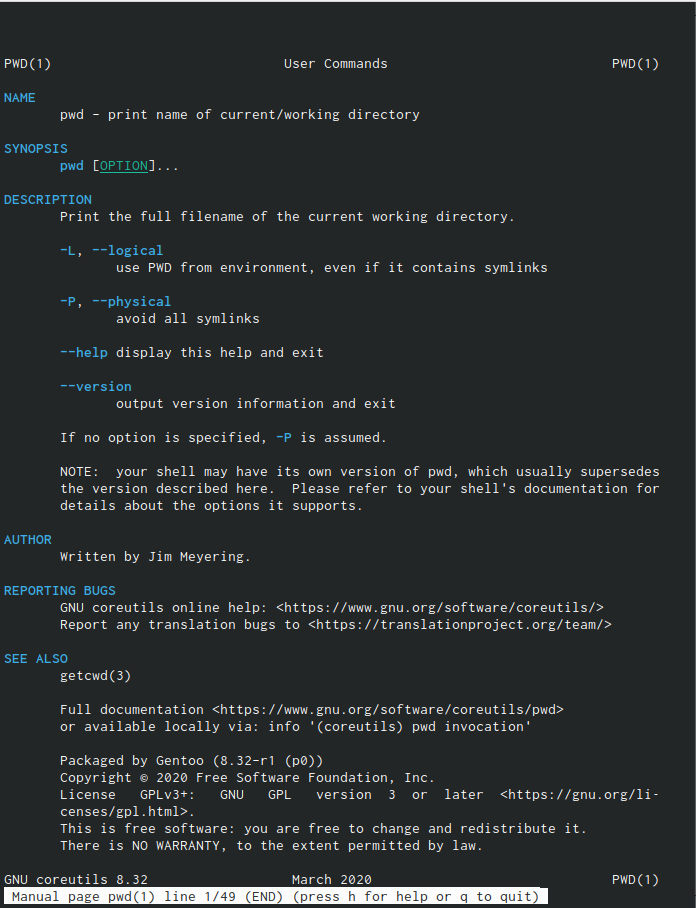 PWD(1) User Commands PWD(1)
NAME
pwd - print name of current/working directory
SYNOPSIS
pwd [OPTION]...
DESCRIPTION
Print the full filename of the current working directory.
-L, --logical
use PWD from environment, even if it contains symlinks
-P, --physical
avoid all symlinks
--help display this help and exit
--version
output version information and exit
If no option is specified, -P is assumed.
NOTE:  your shell may have its own version of pwd, which usually supersedes
the version described here.  Please refer to your shell's documentation for
details about the options it supports.
AUTHOR
Written by Jim Meyering.
REPORTING BUGS
GNU coreutils online help: <https://www.gnu.org/software/coreutils/>
Report any translation bugs to <https://translationproject.org/team/>
SEE ALSO
getcwd(3)
Full documentation <https://www.gnu.org/software/coreutils/pwd>
or available locally via: info '(coreutils) pwd invocation'
Packaged by Gentoo (8.32-r1 (p0))
Copyright © 2020 Free Software Foundation, Inc.
License GPLv3+: GNU GPL version 3 or later <https://gnu.org/li-
censes/gpl.html>.
This is free software: you are free to change and redistribute it.
There is NO WARRANTY, to the extent permitted by law.
GNU coreutils 8.32 March 2020 PWD(1)
Manual page pwd(1) line 1/49 (END) (press h for help or q to quit)